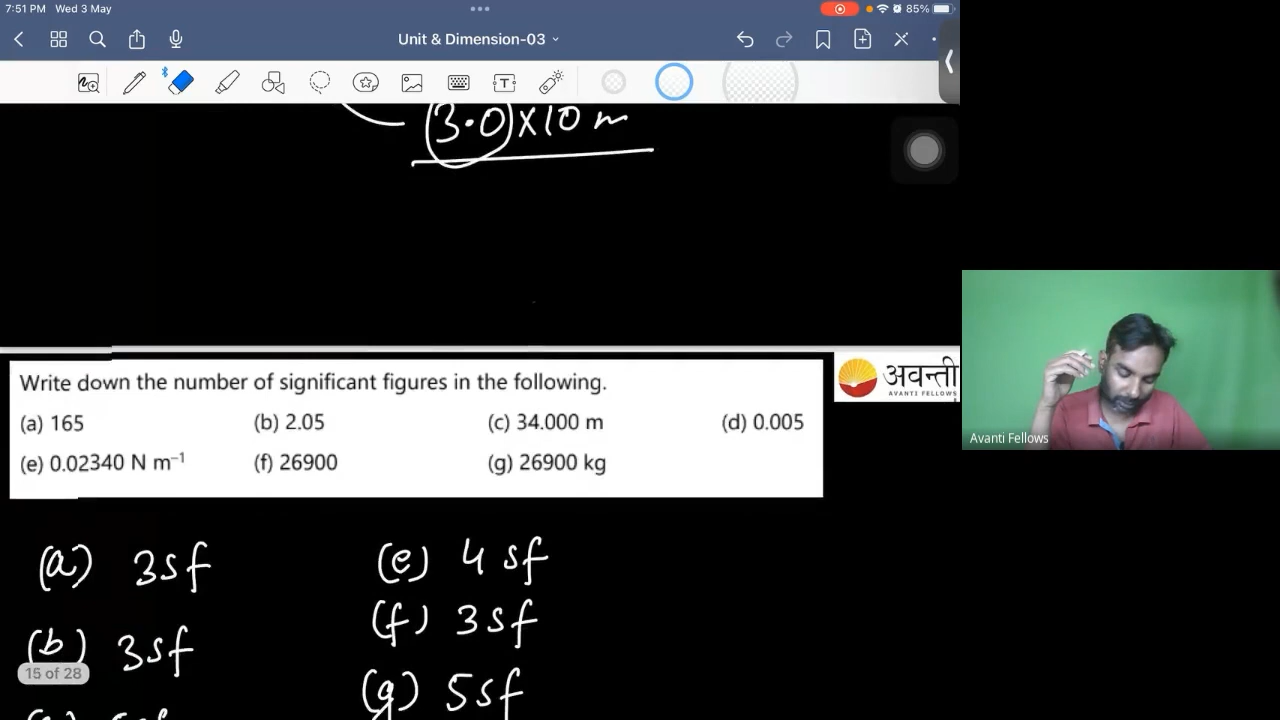 7:51 PM Wed 3 May
85%
Unit & Dimension-03
(3.0)×10 m
Write down the number of significant figures in the following.
(a) 165 (b) 2.05 (c) 34.000 m (d) 0.005
(e) 0.02340 N m⁻¹ (f) 26900 (g) 26900 kg
अवन्ती
AVANTI FELLOWS
Avanti Fellows
(a) 3sf (e) 4 sf
(f) 3sf
(b) 3sf
15 of 28
(g) 5sf